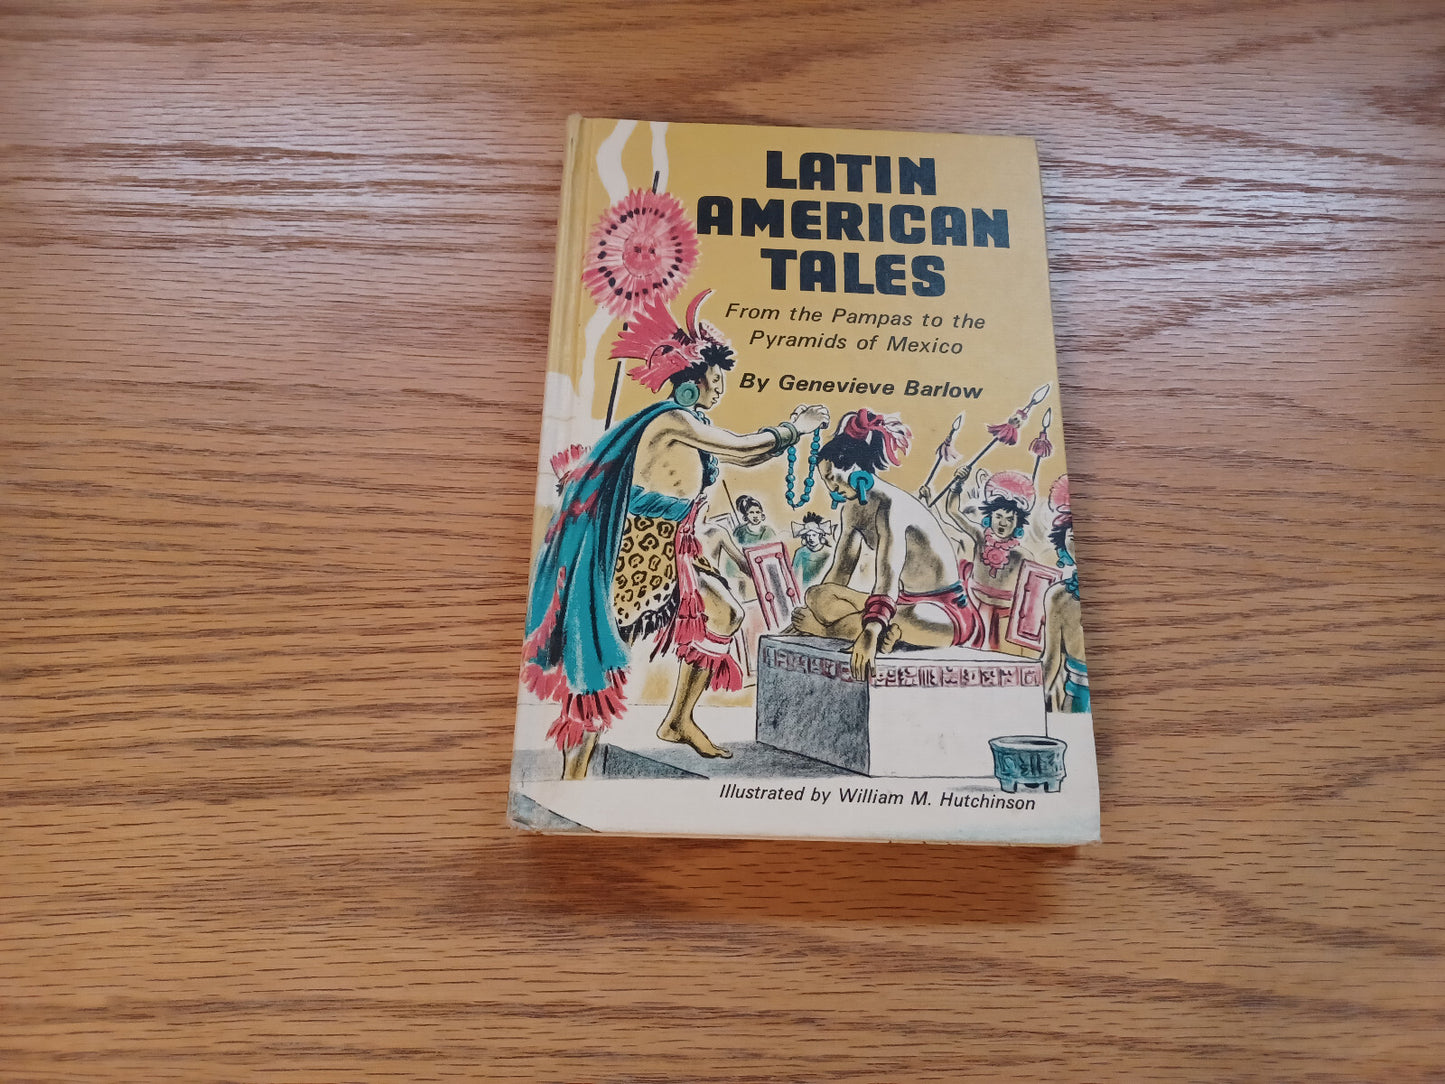 LATIN
AMERICAN
TALES
From the Pampas to the
Pyramids of Mexico
By Genevieve Barlow
Illustrated by William M. Hutchinson